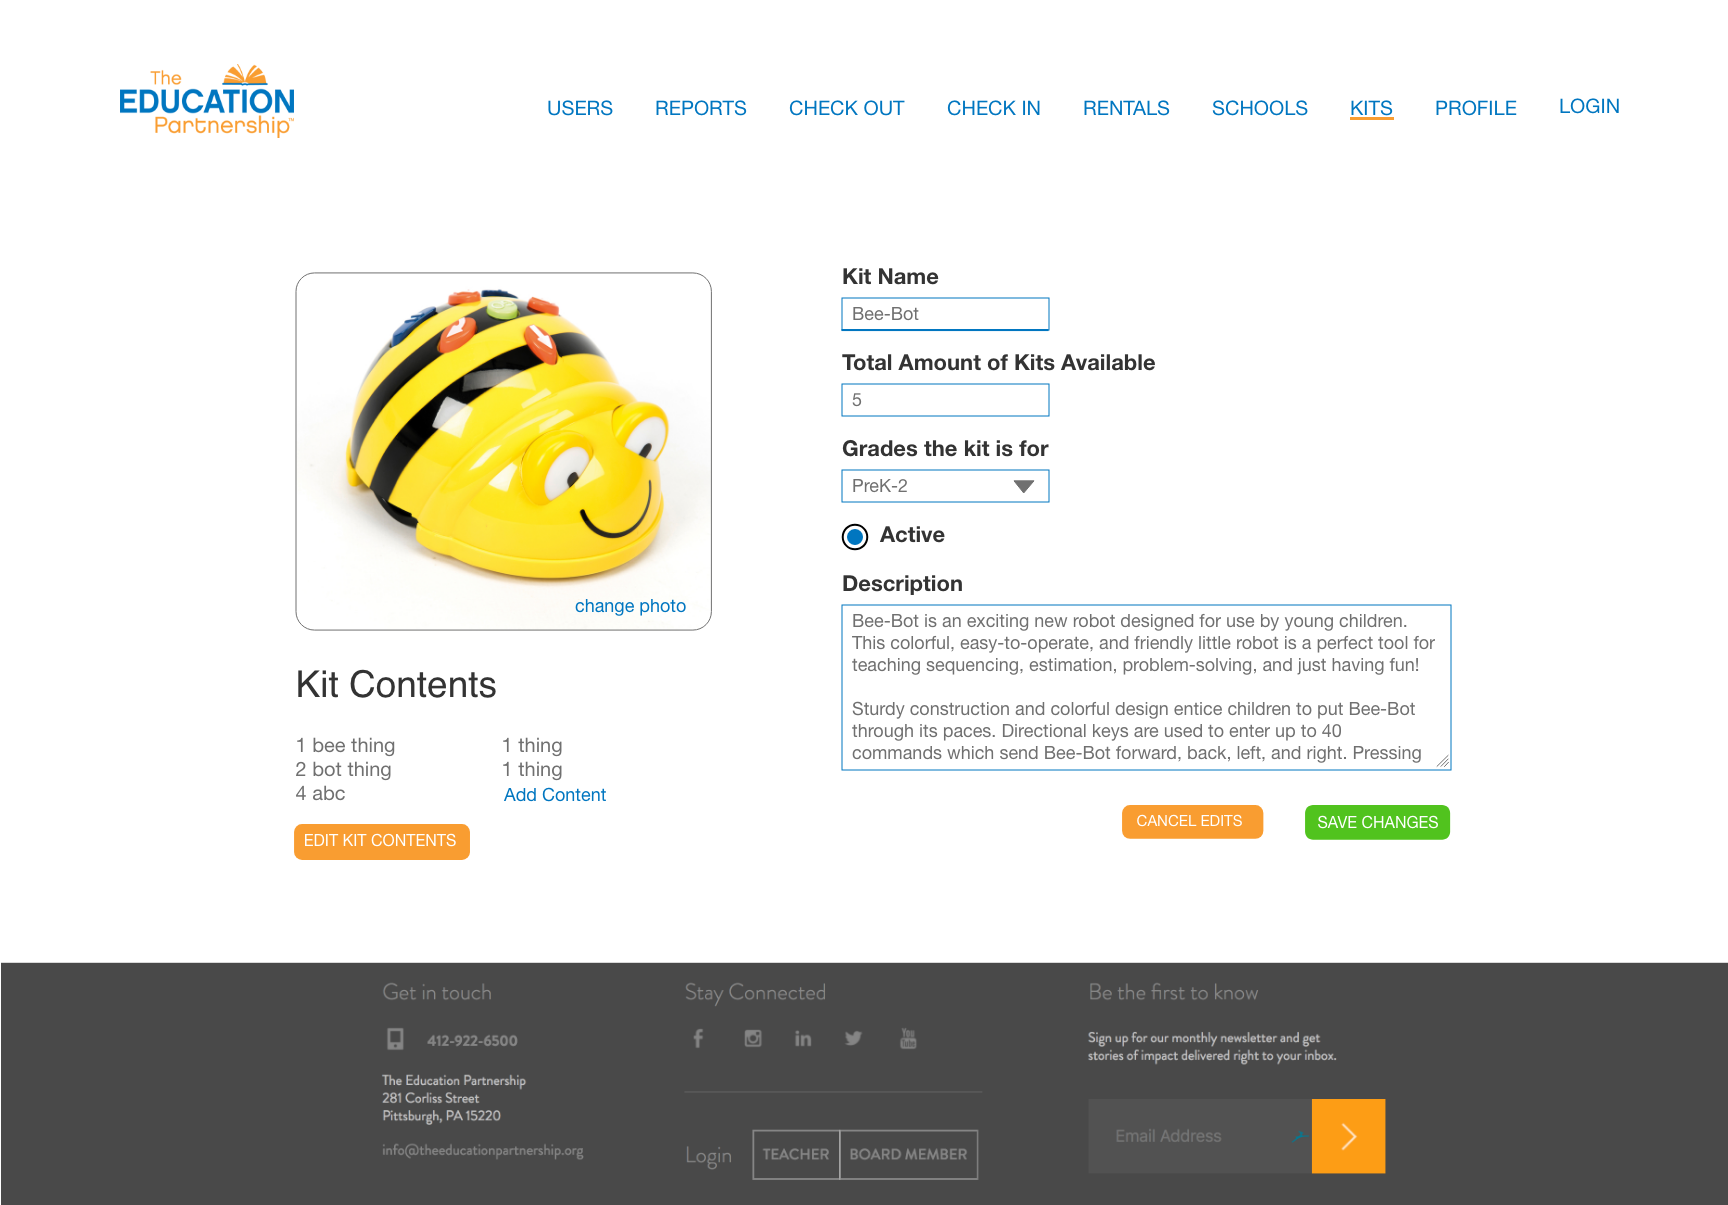 The
EDUCATION
Partnership™
USERS REPORTS CHECK OUT CHECK IN RENTALS SCHOOLS KITS PROFILE LOGIN
change photo
Kit Contents
1 bee thing
2 bot thing
4 abc
1 thing
1 thing
Add Content
EDIT KIT CONTENTS
Kit Name
Bee-Bot
Total Amount of Kits Available
5
Grades the kit is for
PreK-2
Active
Description
Bee-Bot is an exciting new robot designed for use by young children.
This colorful, easy-to-operate, and friendly little robot is a perfect tool for
teaching sequencing, estimation, problem-solving, and just having fun!
Sturdy construction and colorful design entice children to put Bee-Bot
through its paces. Directional keys are used to enter up to 40
commands which send Bee-Bot forward, back, left, and right. Pressing
CANCEL EDITS
SAVE CHANGES
Get in touch
412-922-6500
The Education Partnership
281 Corliss Street
Pittsburgh, PA 15220
info@theeducationpartnership.org
Stay Connected
You
Tube
Login
TEACHER
BOARD MEMBER
Be the first to know
Sign up for our monthly newsletter and get
stories of impact delivered right to your inbox.
Email Address